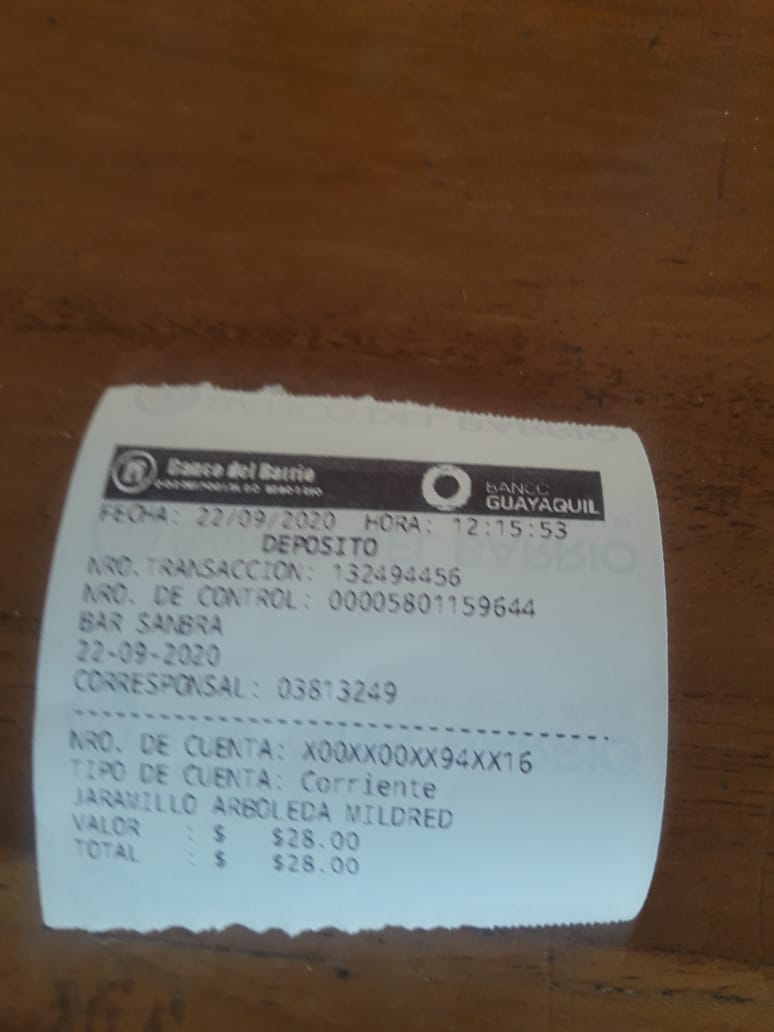 Banco del Barrio
BANCO
GUAYAQUIL
FECHA: 22/09/2020 HORA: 12:15:53
DEPOSITO
NRO.TRANSACCION: 132494456
NRO. DE CONTROL: 00005801159644
BAR SANBRA
22-09-2020
CORRESPONSAL: 03813249
NRO. DE CUENTA: X00XX00XX94XX16
TIPO DE CUENTA: Corriente
JARAMILLO ARBOLEDA MILDRED
VALOR : $ $28.00
TOTAL : $ $28.00